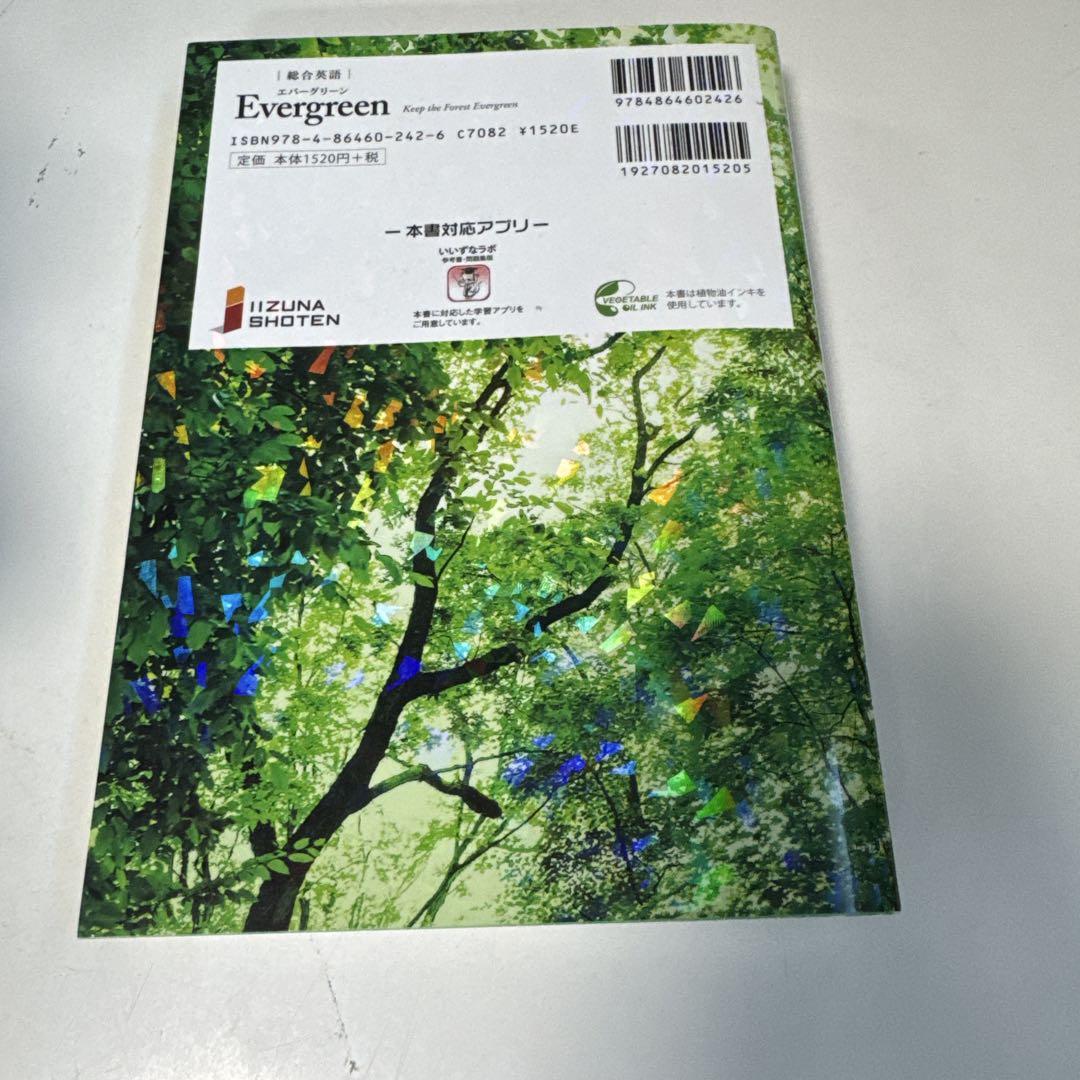 総合英語
エバーグリーン
Evergreen Keep the Forest Evergreen
ISBN978-4-86460-242-6 C7082 ¥1520E
定価 本体1520円+税
9784864602426
1927082015205
ー本書対応アプリー
いいずなラボ
参考書・問題集版
本書に対応した学習アプリを
ご用意しています。
IIZUNA
SHOTEN
VEGETABLE
OIL INK
本書は植物油インキを
使用しています。